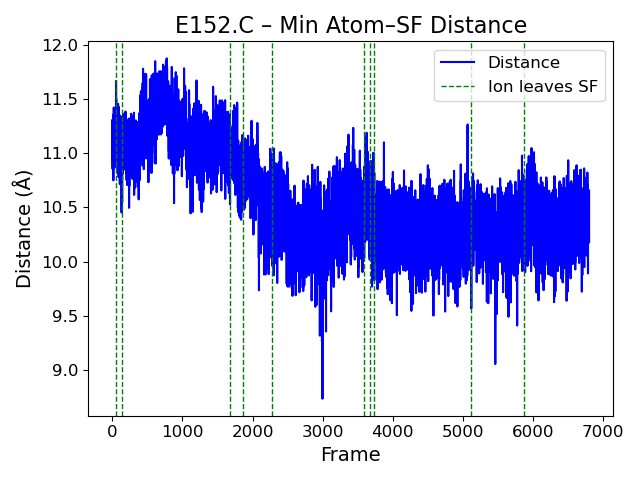 E152.C – Min Atom–SF Distance
12.0
11.5
11.0
10.5
10.0
9.5
9.0
Distance (Å)
Distance
Ion leaves SF
0 1000 2000 3000 4000 5000 6000 7000
Frame